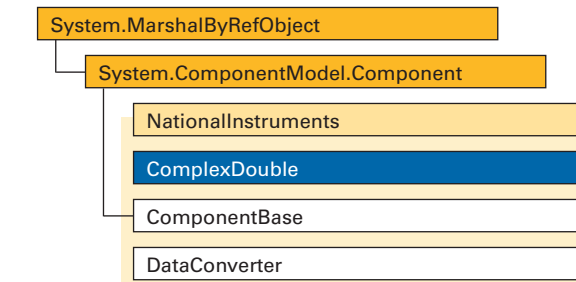 System.MarshalByRefObject
System.ComponentModel.Component
NationalInstruments
ComplexDouble
ComponentBase
DataConverter